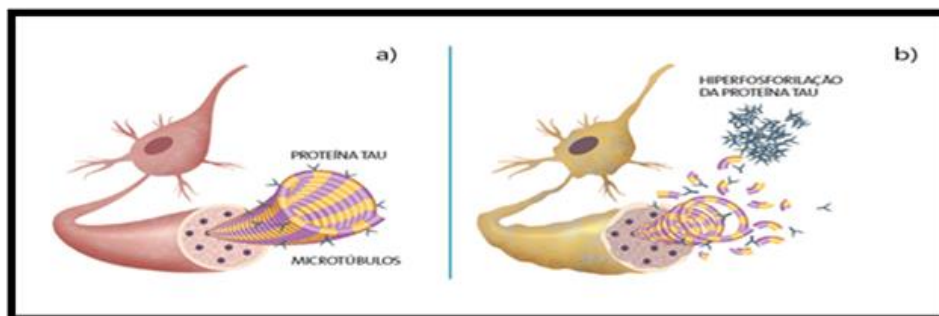 a)
PROTEÍNA TAU
MICROTÚBULOS
b)
HIPERFOSFORILAÇÃO
DA PROTEÍNA TAU